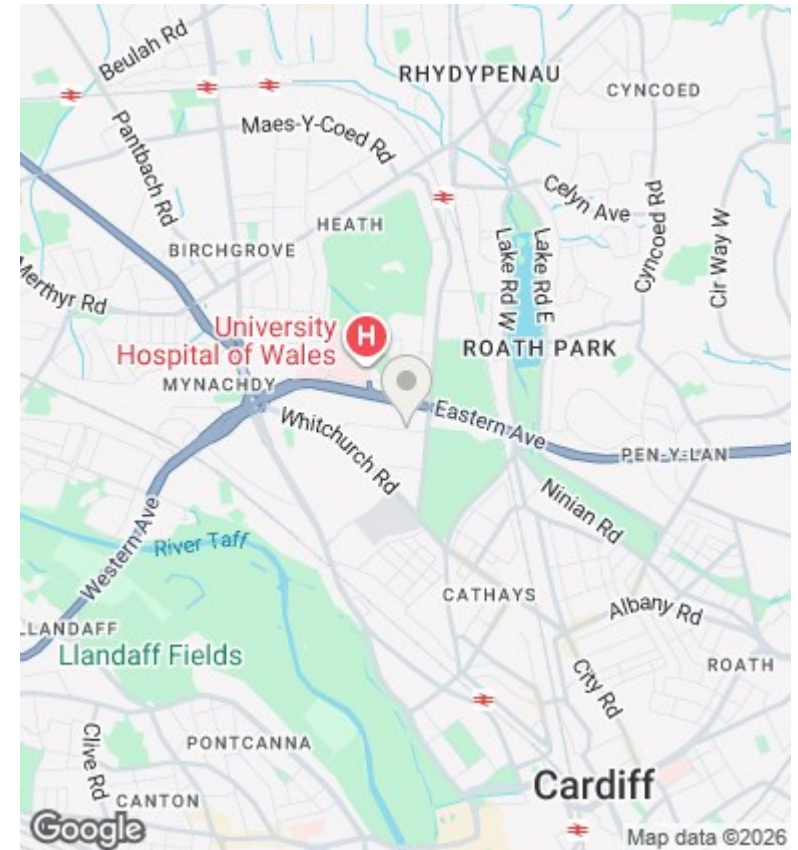 Beulah Rd
RHYDYPENAU
CYNCOED
Maes-Y-Coed Rd
Pantbach Rd
Celyn Ave
Cyncoed Rd
HEATH
BIRCHGROVE
Lake Rd W
Lake Rd E
Cir Way W
Merthyr Rd
University
Hospital of Wales
H
ROATH PARK
MYNACHDY
Eastern Ave
Whitchurch Rd
PEN-Y-LAN
Ninian Rd
Western Ave
River Taff
CATHAYS
Albany Rd
LLANDAFF
Llandaff Fields
ROATH
City Rd
Clive Rd
PONTCANNA
Cardiff
CANTON
Google
Map data ©2026